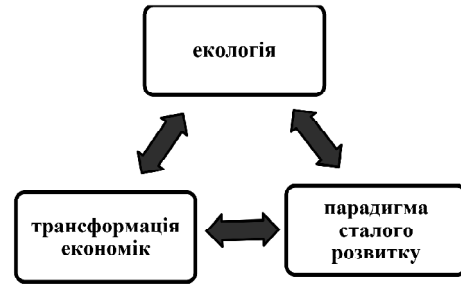 екологія
трансформація
економік
парадигма
сталого
розвитку